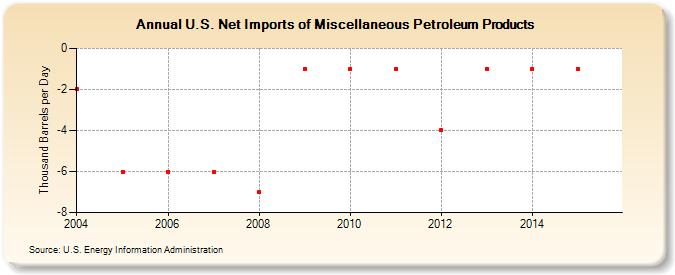 Annual U.S. Net Imports of Miscellaneous Petroleum Products
Thousand Barrels per Day
0
-2
-4
-6
-8
2004 2006 2008 2010 2012 2014
Source: U.S. Energy Information Administration